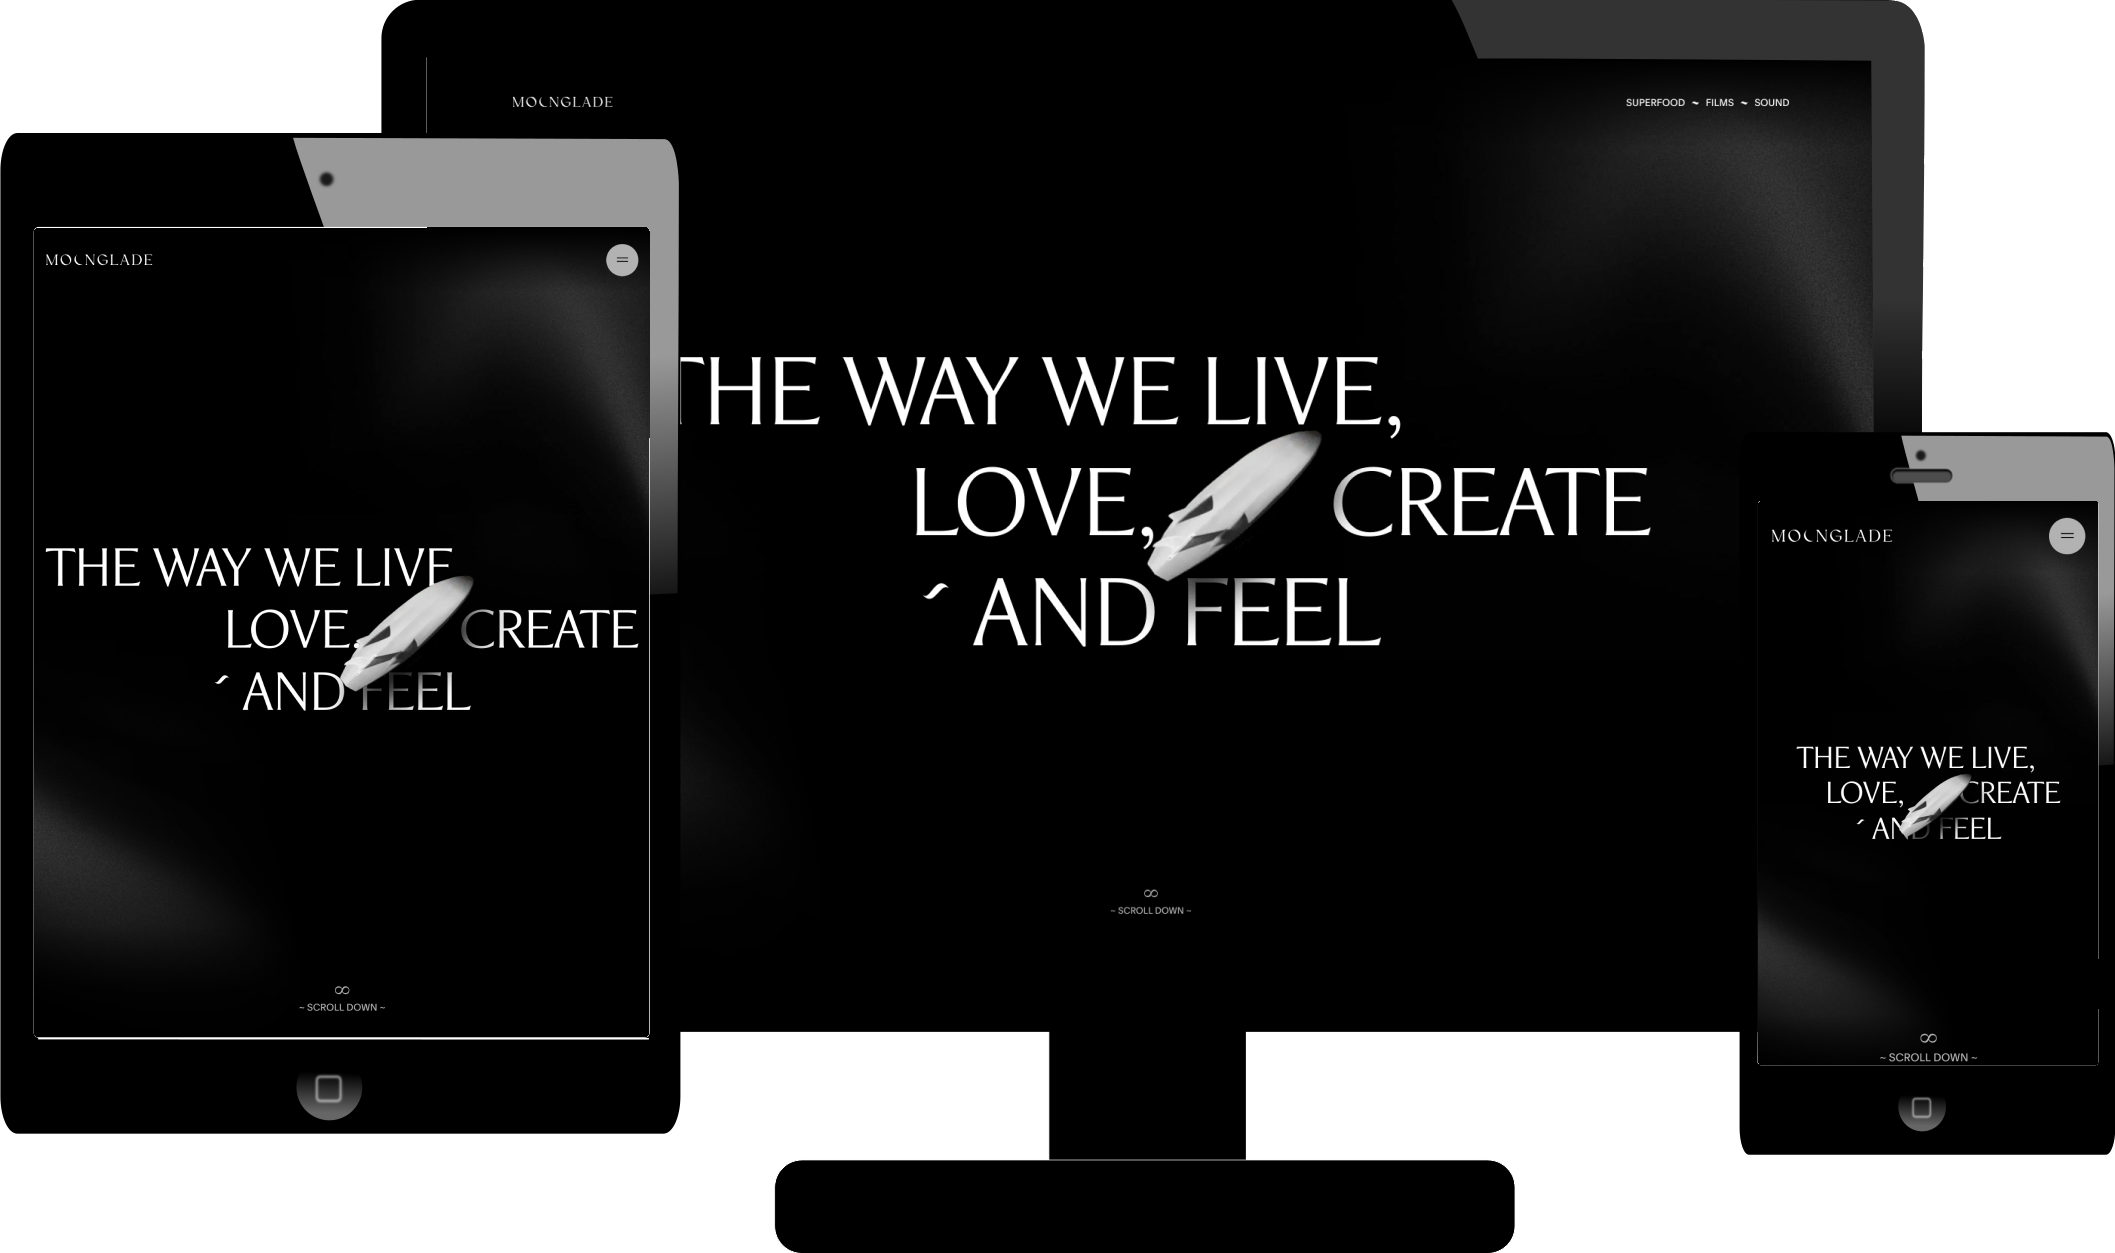 MOONGLADE
SUPERFOOD ~ FILMS ~ SOUND
THE WAY WE LIVE,
LOVE, CREATE
AND FEEL
~ SCROLL DOWN ~
MOONGLADE
THE WAY WE LIVE
LOVE, CREATE
AND FEEL
~ SCROLL DOWN ~
MOONGLADE
THE WAY WE LIVE,
LOVE, CREATE
AND FEEL
~ SCROLL DOWN ~